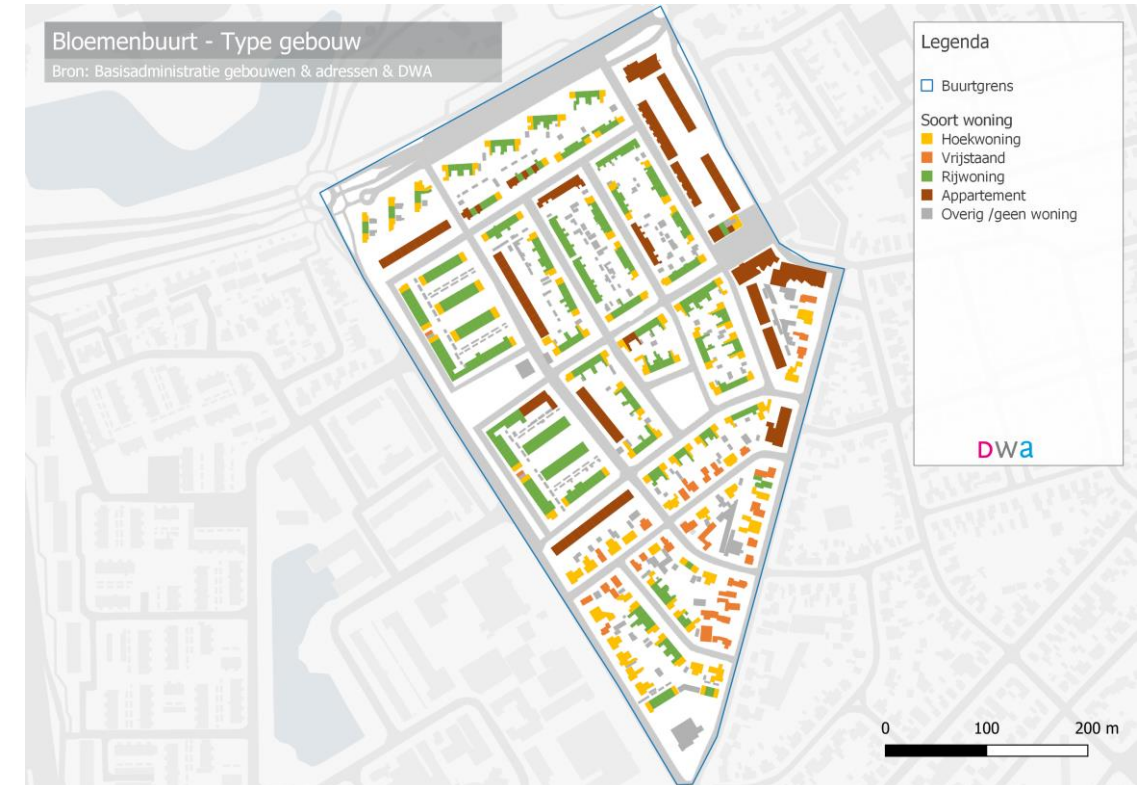 Bloemenbuurt - Type gebouw
Bron: Basisadministratie gebouwen & adressen & DWA
Legenda
Buurtgrens
Soort woning
Hoekwoning
Vrijstaand
Rijwoning
Appartement
Overig /geen woning
DWa
0 100 200 m